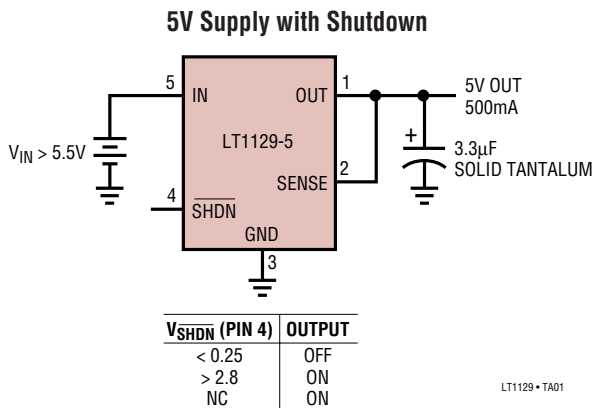 5V Supply with Shutdown
5
IN
OUT
1
5V OUT
500mA
LT1129-5
VIN > 5.5V
+
3.3µF
SOLID TANTALUM
2
SENSE
4
SHDN
GND
3
VSHDN (PIN 4) OUTPUT
< 0.25 OFF
> 2.8 ON
NC ON
LT1129 • TA01